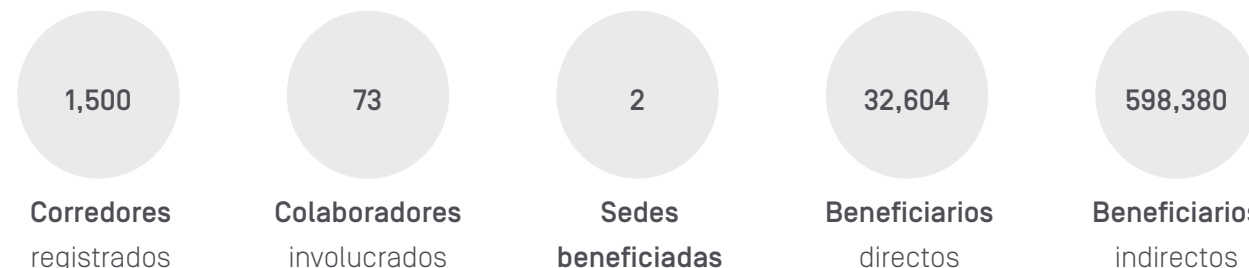 1,500
Corredores
registrados
73
Colaboradores
involucrados
2
Sedes
beneficiadas
32,604
Beneficiarios
directos
598,380
Beneficiarios
indirectos